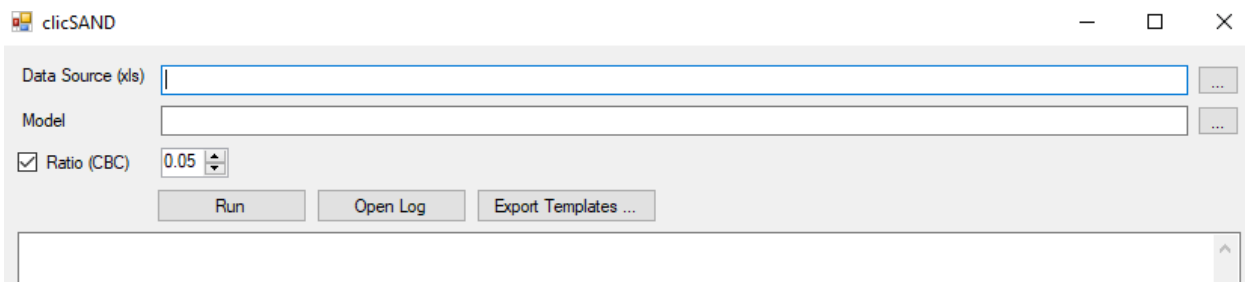 clicSAND
Data Source (xls)
...
Model
...
Ratio (CBC) 0.05
Run Open Log Export Templates ...